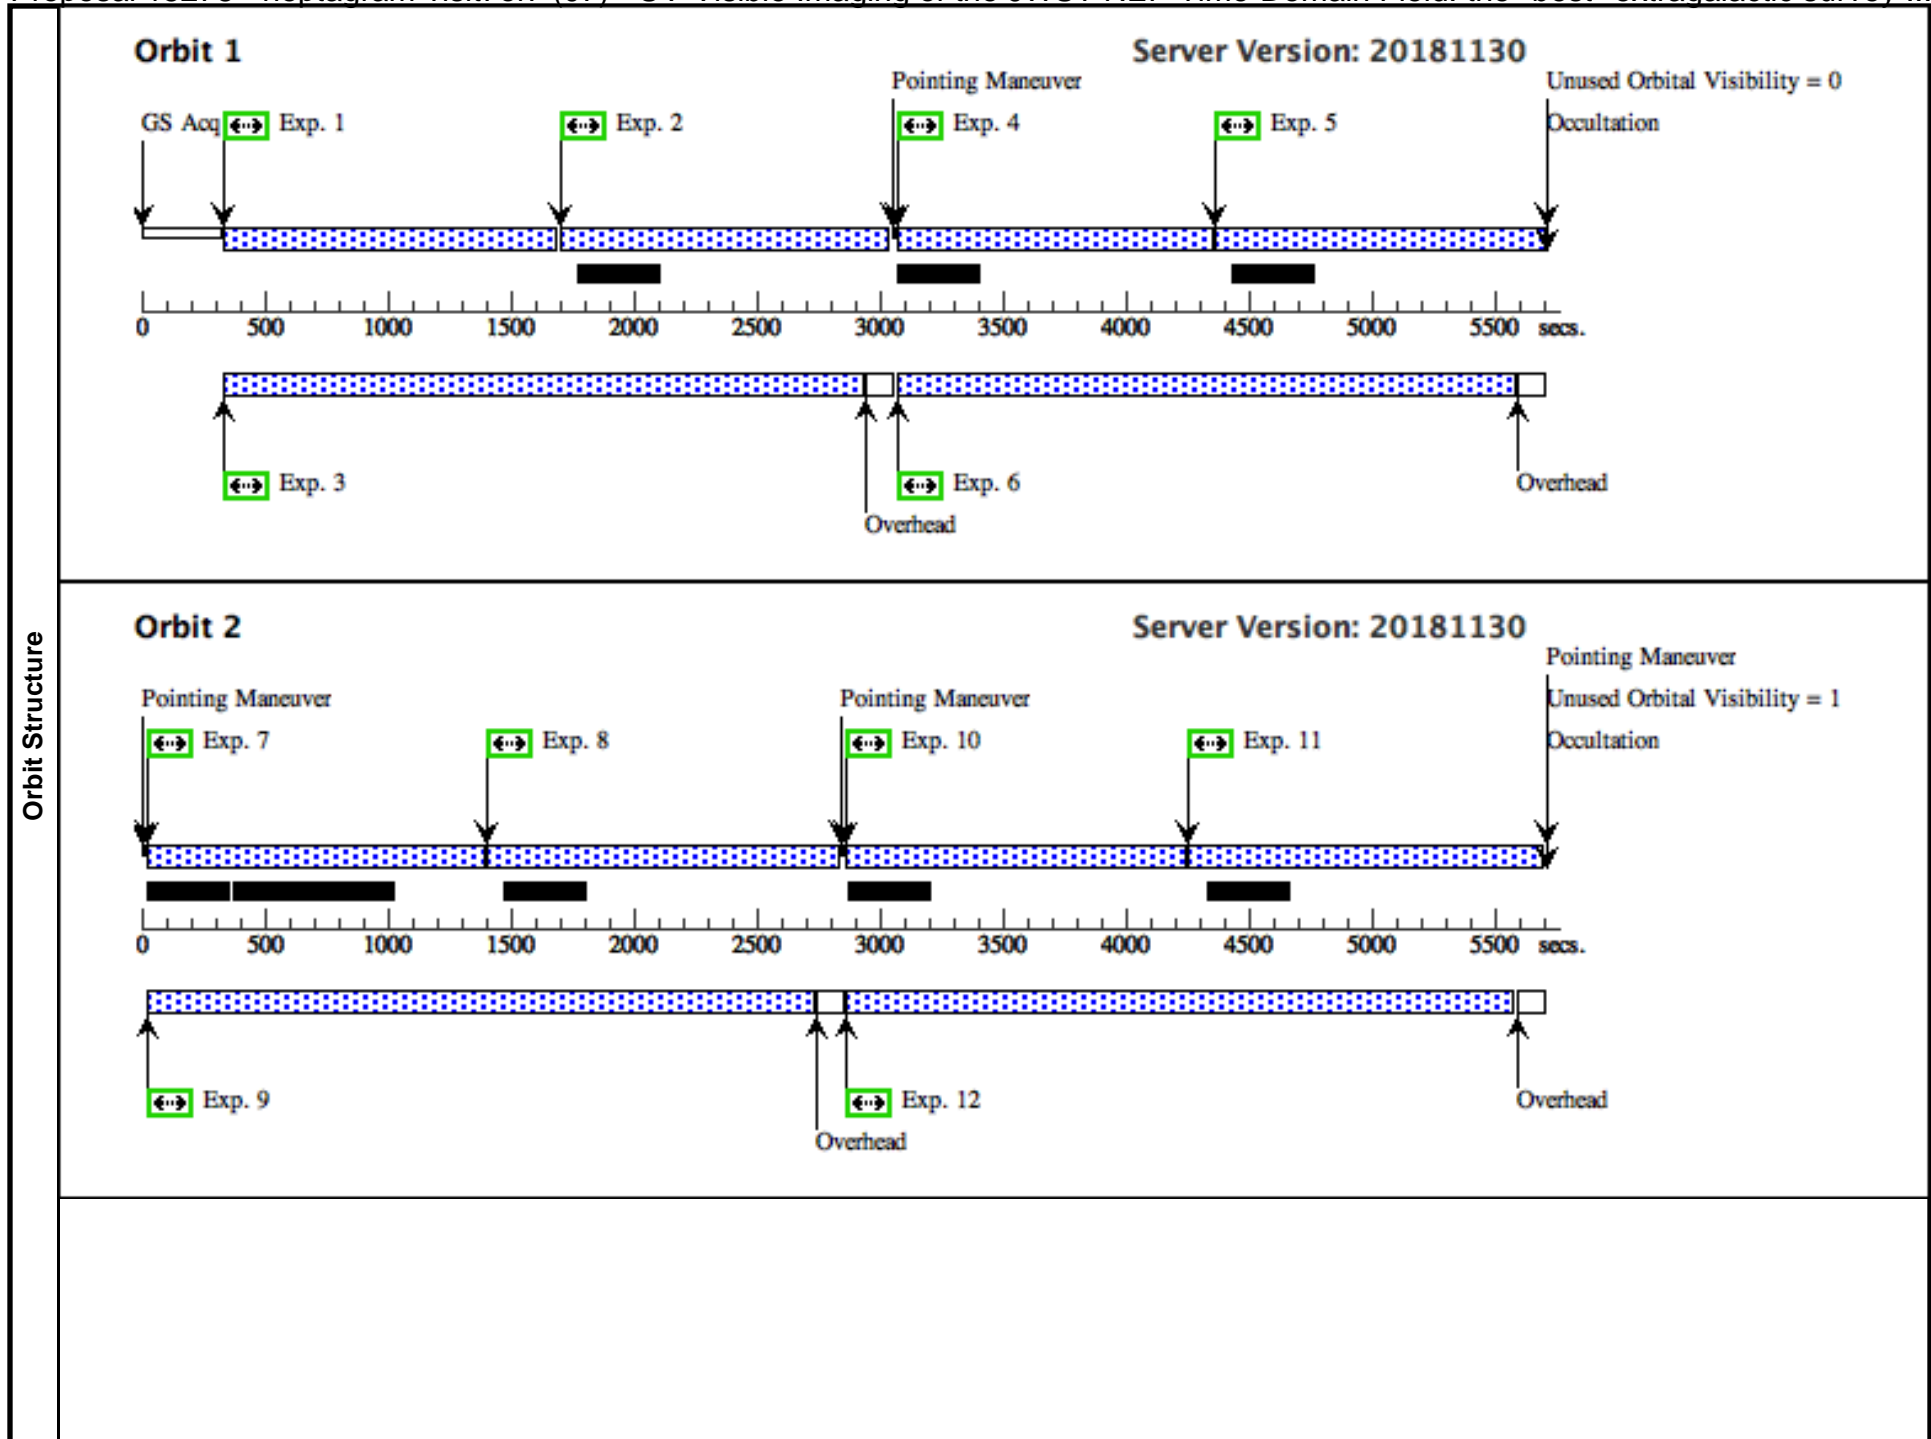 Orbit Structure
Orbit 1
Server Version: 20181130
Pointing Maneuver
Unused Orbital Visibility = 0
GS Acq
Exp. 1
Exp. 2
Exp. 4
Exp. 5
Occultation
0 500 1000 1500 2000 2500 3000 3500 4000 4500 5000 5500 secs.
Exp. 3
Exp. 6
Overhead
Overhead
Orbit 2
Server Version: 20181130
Pointing Maneuver
Pointing Maneuver
Pointing Maneuver
Unused Orbital Visibility = 1
Exp. 7
Exp. 8
Exp. 10
Exp. 11
Occultation
0 500 1000 1500 2000 2500 3000 3500 4000 4500 5000 5500 secs.
Exp. 9
Exp. 12
Overhead
Overhead